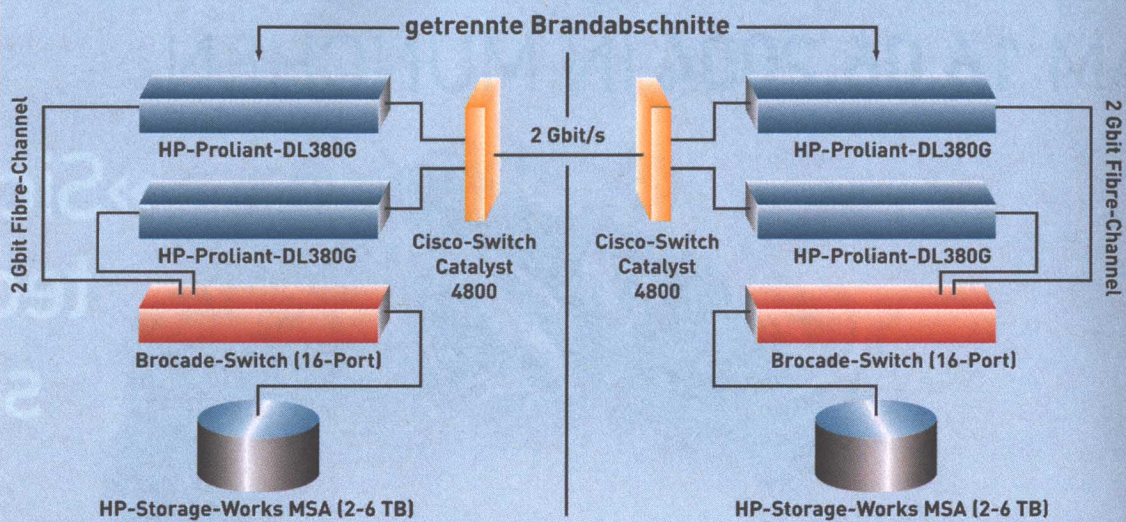 getrennte Brandabschnitte
2 Gbit Fibre-Channel
HP-Proliant-DL380G
HP-Proliant-DL380G
Brocade-Switch (16-Port)
HP-Storage-Works MSA (2-6 TB)
Cisco-Switch
Catalyst
4800
2 Gbit/s
Cisco-Switch
Catalyst
4800
HP-Proliant-DL380G
HP-Proliant-DL380G
Brocade-Switch (16-Port)
HP-Storage-Works MSA (2-6 TB)
2 Gbit Fibre-Channel